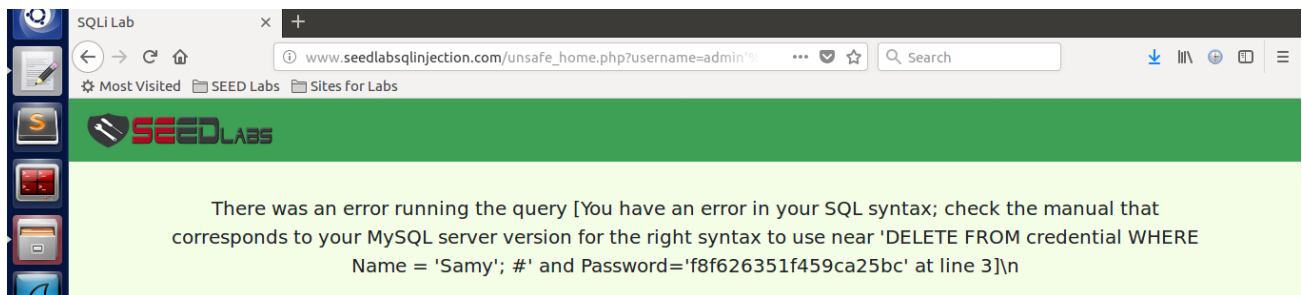 SQLi Lab
www.seedlabsqlinjection.com/unsafe_home.php?username=admin'
Search
Most Visited SEED Labs Sites for Labs
SEEDLABS
There was an error running the query [You have an error in your SQL syntax; check the manual that
corresponds to your MySQL server version for the right syntax to use near 'DELETE FROM credential WHERE
Name = 'Samy'; #' and Password='f8f626351f459ca25bc' at line 3]\n